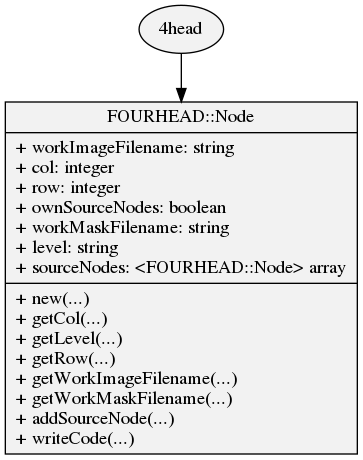 4head
FOURHEAD::Node
+ workImageFilename: string
+ col: integer
+ row: integer
+ ownSourceNodes: boolean
+ workMaskFilename: string
+ level: string
+ sourceNodes: <FOURHEAD::Node> array
+ new(...)
+ getCol(...)
+ getLevel(...)
+ getRow(...)
+ getWorkImageFilename(...)
+ getWorkMaskFilename(...)
+ addSourceNode(...)
+ writeCode(...)